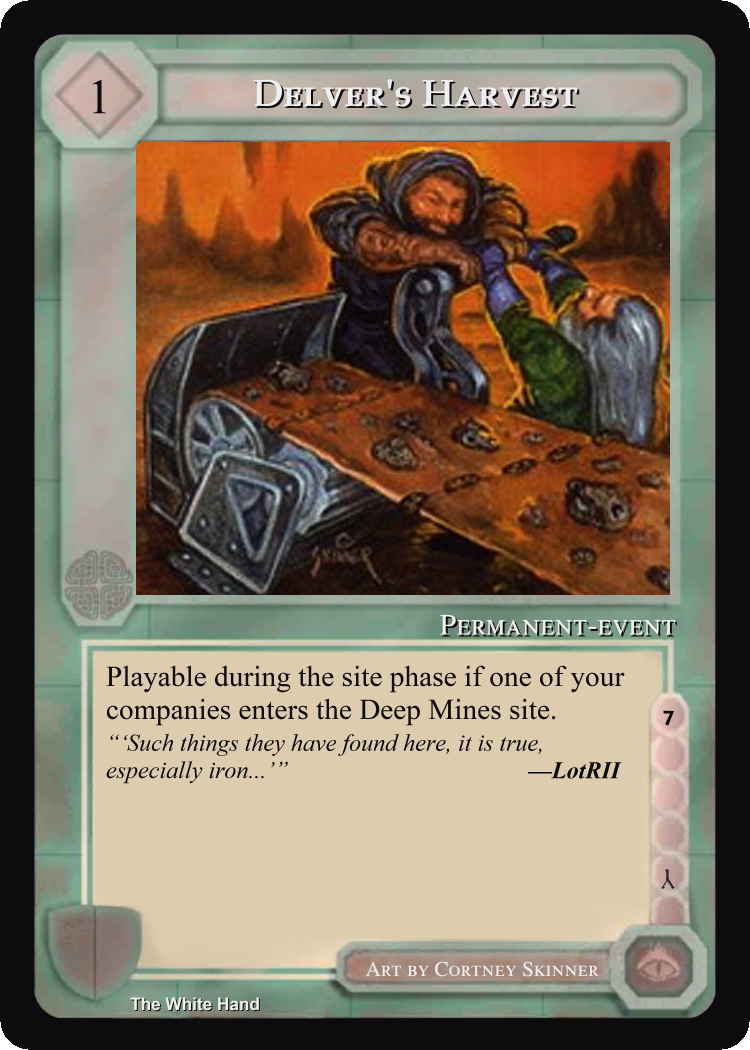 1
Delver's Harvest
Skinner
Permanent-event
Playable during the site phase if one of your
companies enters the Deep Mines site.
“‘Such things they have found here, it is true,
especially iron...’”
—LotRII
7
Art by Cortney Skinner
The White Hand